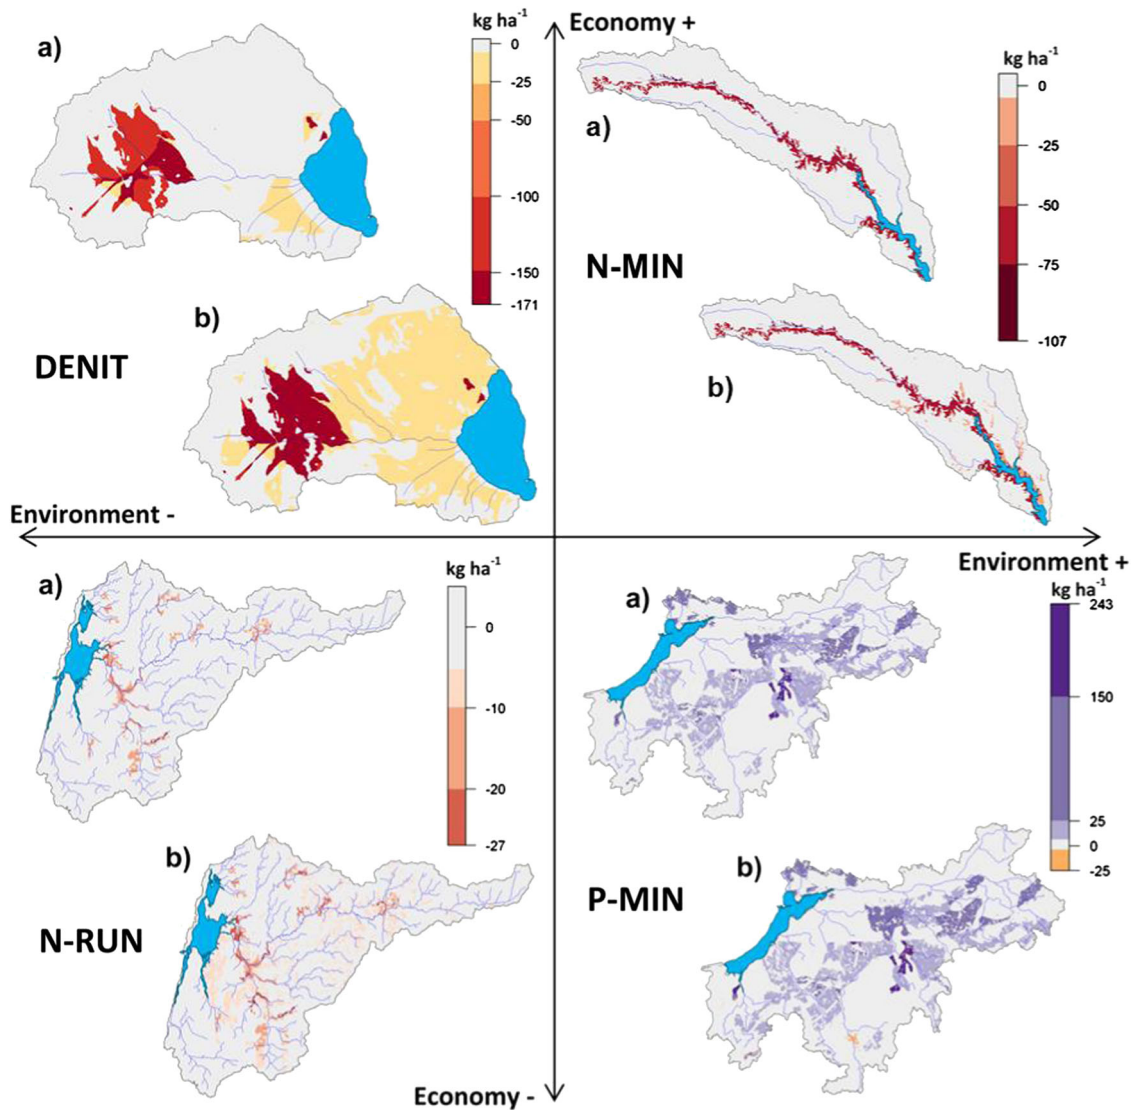 Economy +
a)
kg ha-1
0
-25
-50
-100
-150
-171
b)
DENIT
kg ha-1
0
-25
-50
-75
-107
a)
N-MIN
b)
Environment -
Environment +
a)
kg ha-1
0
-10
-20
-27
b)
N-RUN
a)
kg ha-1
243
150
25
0
-25
b)
P-MIN
Economy -